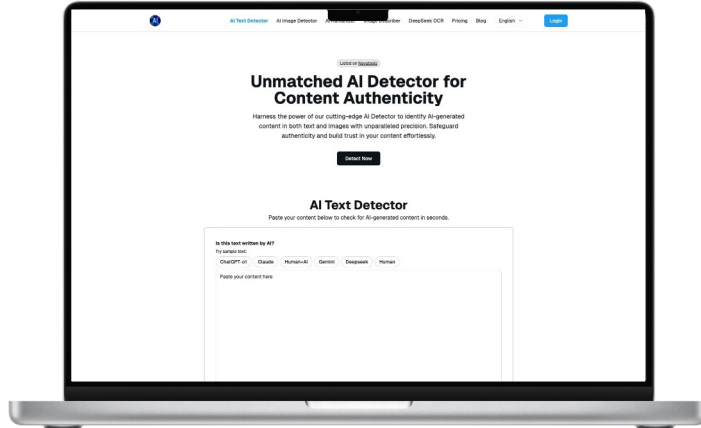 AI
AI Text Detector AI Image Detector AI Humanizer Image Describer DeepSeek OCR Pricing Blog English Login
Listed on Novatools
Unmatched AI Detector for
Content Authenticity
Harness the power of our cutting-edge AI Detector to identify AI-generated
content in both text and images with unparalleled precision. Safeguard
authenticity and build trust in your content effortlessly.
Detect Now
AI Text Detector
Paste your content below to check for AI-generated content in seconds.
Is this text written by AI?
Try sample text:
ChatGPT-o1 Claude Human+AI Gemini Deepseek Human
Paste your content here